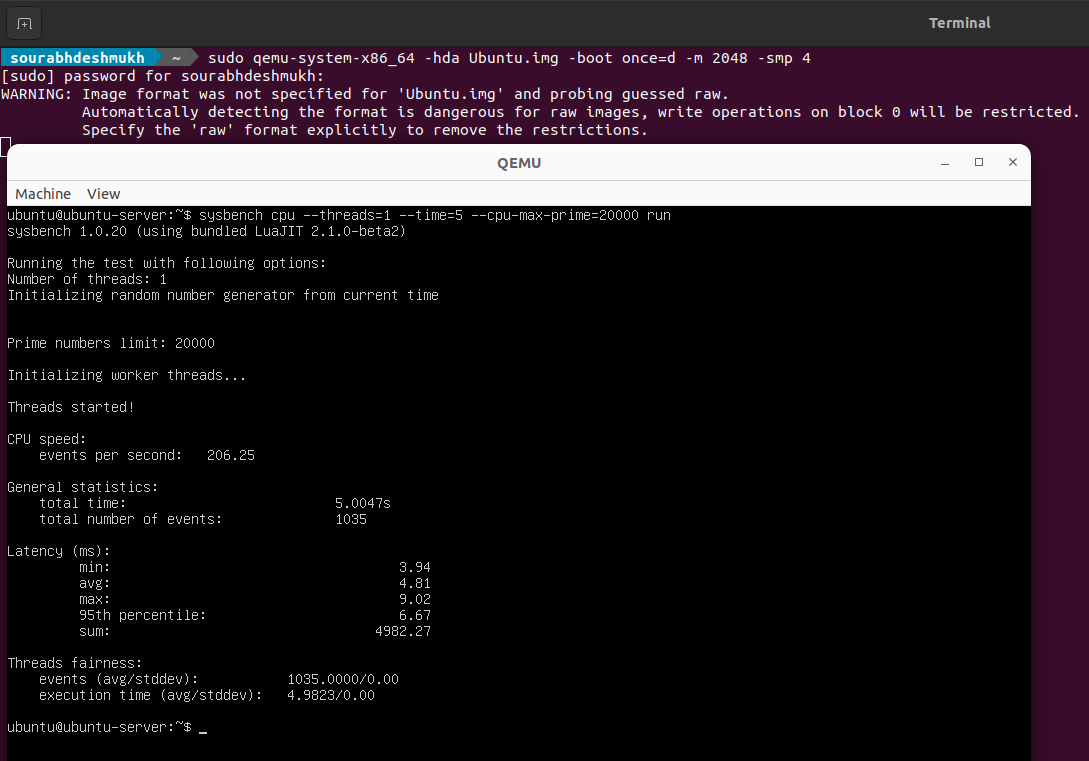 Terminal
sourabhdeshmukh ~ sudo qemu-system-x86_64 -hda Ubuntu.img -boot once=d -m 2048 -smp 4
[sudo] password for sourabhdeshmukh:
WARNING: Image format was not specified for 'Ubuntu.img' and probing guessed raw.
Automatically detecting the format is dangerous for raw images, write operations on block 0 will be restricted.
Specify the 'raw' format explicitly to remove the restrictions.
QEMU
Machine View
ubuntu@ubuntu-server:~$ sysbench cpu --threads=1 --time=5 --cpu-max-prime=20000 run
sysbench 1.0.20 (using bundled LuaJIT 2.1.0-beta2)
Running the test with following options:
Number of threads: 1
Initializing random number generator from current time
Prime numbers limit: 20000
Initializing worker threads...
Threads started!
CPU speed:
events per second: 206.25
General statistics:
total time: 5.0047s
total number of events: 1035
Latency (ms):
min: 3.94
avg: 4.81
max: 9.02
95th percentile: 6.67
sum: 4982.27
Threads fairness:
events (avg/stddev): 1035.0000/0.00
execution time (avg/stddev): 4.9823/0.00
ubuntu@ubuntu-server:~$ _